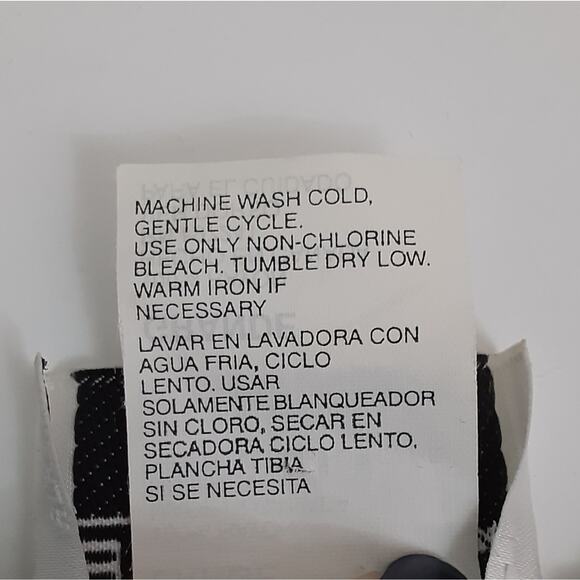 MACHINE WASH COLD,
GENTLE CYCLE.
USE ONLY NON-CHLORINE
BLEACH. TUMBLE DRY LOW.
WARM IRON IF
NECESSARY
LAVAR EN LAVADORA CON
AGUA FRIA, CICLO
LENTO. USAR
SOLAMENTE BLANQUEADOR
SIN CLORO, SECAR EN
SECADORA CICLO LENTO,
PLANCHA TIBIA
SI SE NECESITA